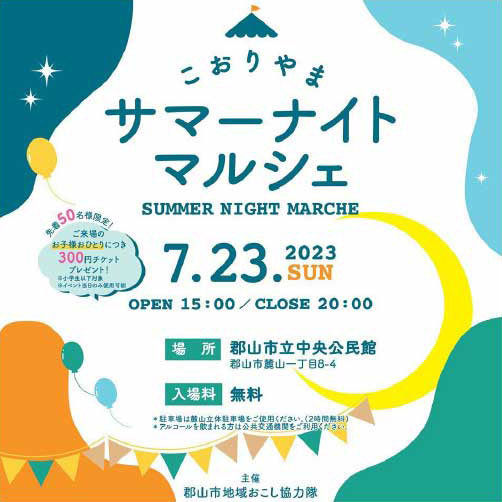 こおりやま
サマーナイト
マルシェ
SUMMER NIGHT MARCHE
先着50名様限定!
ご来場の
お子様おひとりにつき
300円チケット
プレゼント!
※小学生以下対象
※イベント当日のみ使用可能
7.23.2023
SUN
OPEN 15:00/CLOSE 20:00
場所 郡山市立中央公民館
郡山市麓山一丁目8-4
入場料 無料
*駐車場は麓山立体駐車場をご使用ください。(2時間無料)
*アルコールを飲まれる方は公共交通機関をご利用ください。
主催
郡山市地域おこし協力隊